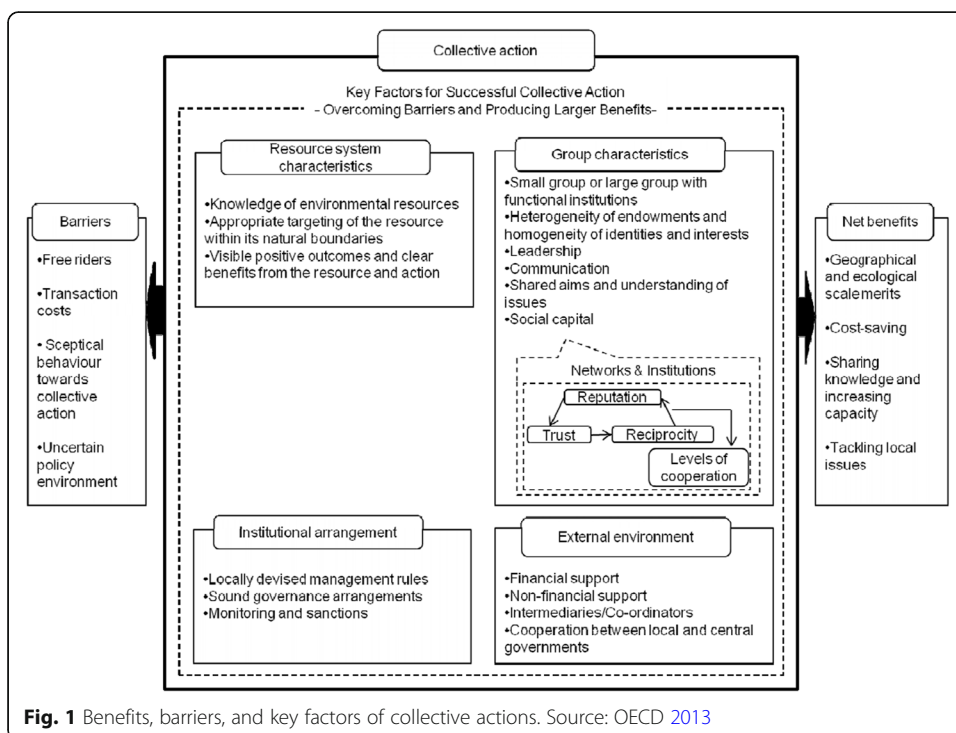 Collective action
Key Factors for Successful Collective Action
- Overcoming Barriers and Producing Larger Benefits-
Barriers
•Free riders
•Transaction
costs
• Sceptical
behaviour
towards
collective
action
•Uncertain
policy
environment
Resource system
characteristics
•Knowledge of environmental resources
•Appropriate targeting of the resource
within its natural boundaries
•Visible positive outcomes and clear
benefits from the resource and action
Group characteristics
•Small group or large group with
functional institutions
•Heterogeneity of endowments and
homogeneity of identities and interests
•Leadership
•Communication
•Shared aims and understanding of
issues
•Social capital
Networks & Institutions
Reputation
Trust
Reciprocity
Levels of
cooperation
Institutional arrangement
•Locally devised management rules
•Sound governance arrangements
•Monitoring and sanctions
External environment
•Financial support
•Non-financial support
•Intermediaries/Co-ordinators
•Cooperation between local and central
governments
Net benefits
•Geographical
and ecological
scale merits
•Cost-saving
•Sharing
knowledge and
increasing
capacity
•Tackling local
issues
Fig. 1 Benefits, barriers, and key factors of collective actions. Source: OECD 2013